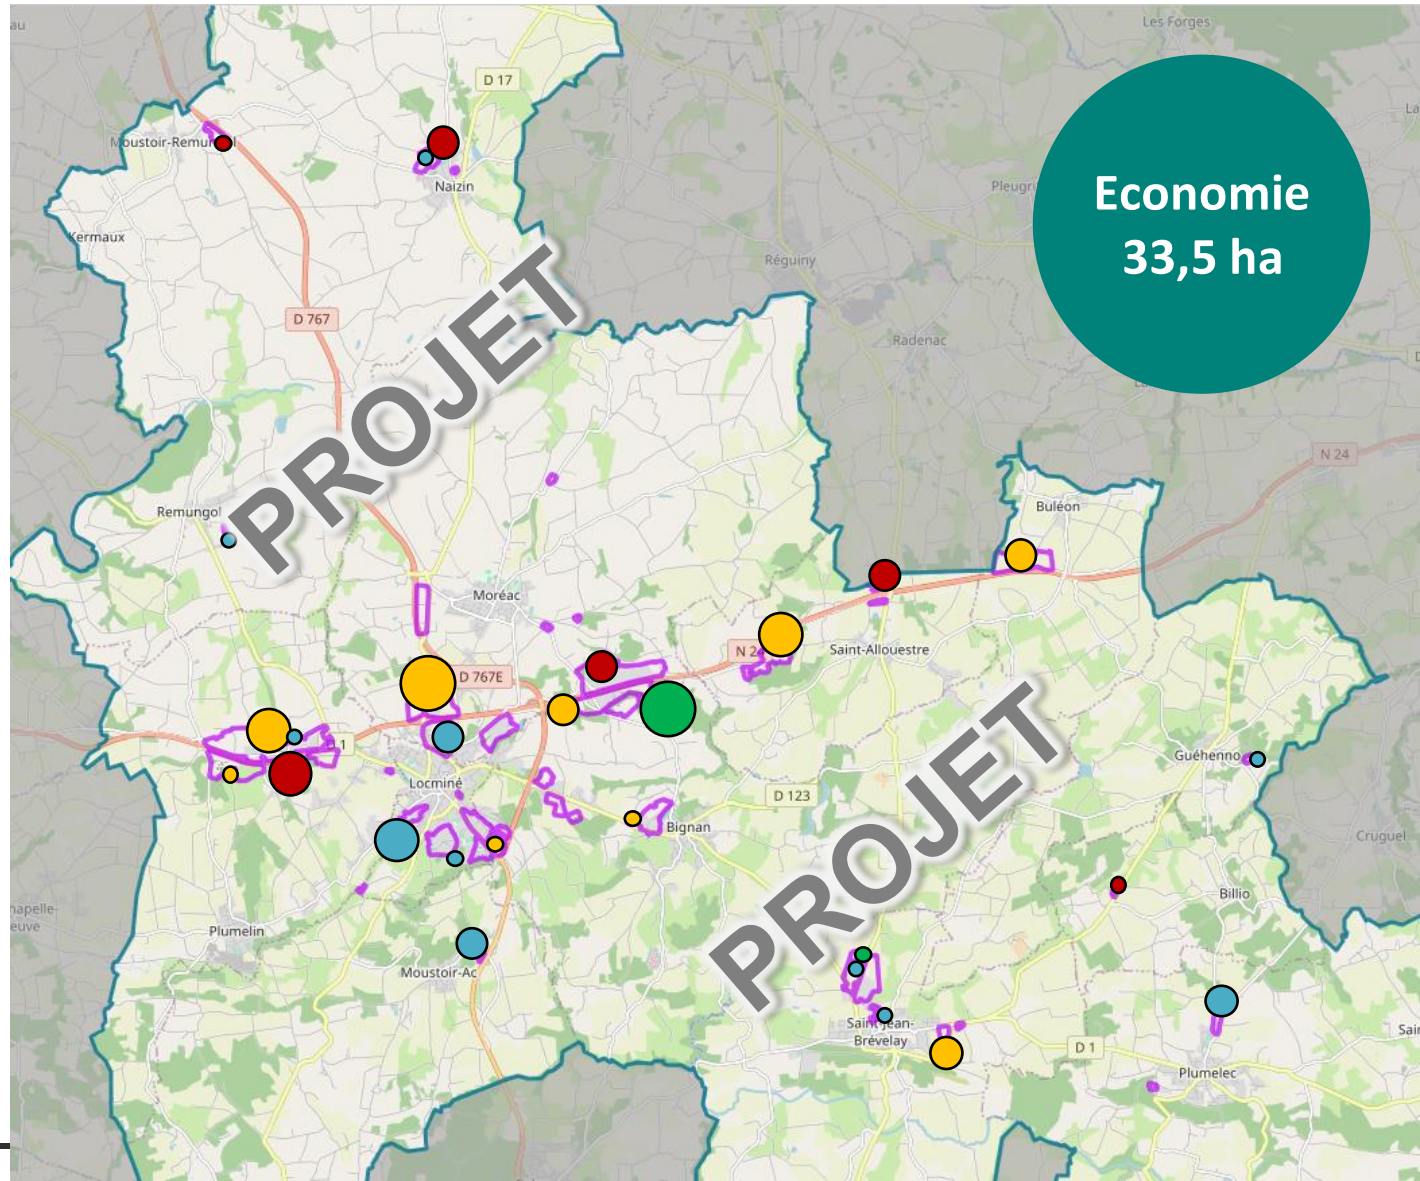 Les Forges
D 17
Economie
33,5 ha
Naizin
Kermaux
Réguiny
D 767
Radenac
N 24
Remungol
Buléon
Moréac
Saint-Allouestre
D 767E
D 1
Guéhenno
Locminé
D 123
Bignan
Cruguel
Billio
Plumelin
Moustoir-Ac
Saint-Jean-
Brévelay
D 1
Plumelec
PROJET
PROJET